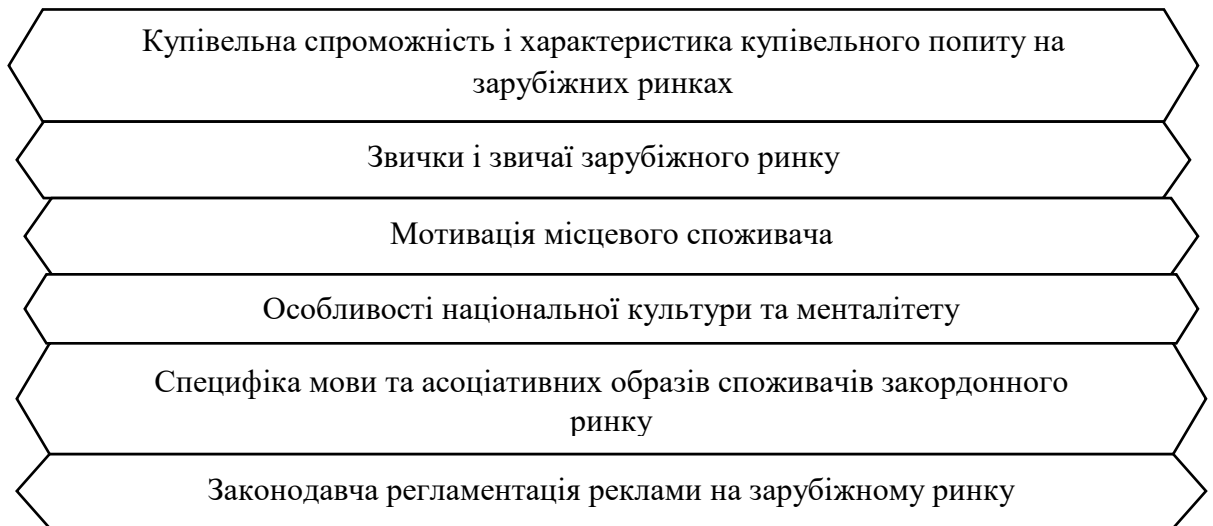 Купівельна спроможність і характеристика купівельного попиту на
зарубіжних ринках
Звички і звичаї зарубіжного ринку
Мотивація місцевого споживача
Особливості національної культури та менталітету
Специфіка мови та асоціативних образів споживачів закордонного
ринку
Законодавча регламентація реклами на зарубіжному ринку